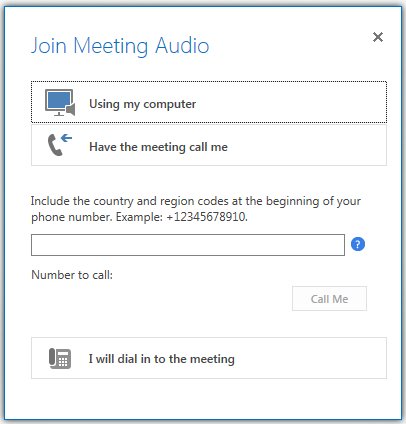 Join Meeting Audio
Using my computer
Have the meeting call me
Include the country and region codes at the beginning of your
phone number. Example: +12345678910.
?
Number to call:
Call Me
I will dial in to the meeting